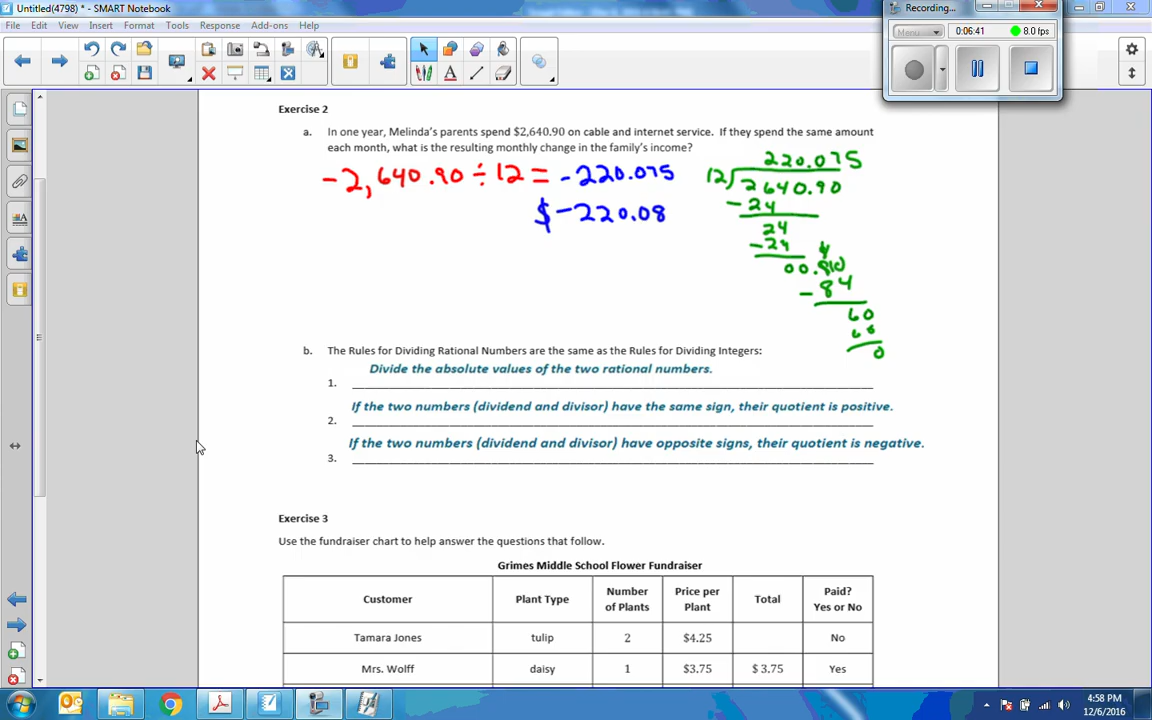 Untitled(4798) * - SMART Notebook
File Edit View Insert Format Tools Response Add-ons Help
Recording...
Menu 0:06:41 8.0 fps
Exercise 2
a. In one year, Melinda's parents spend $2,640.90 on cable and internet service. If they spend the same amount
each month, what is the resulting monthly change in the family's income?
-2,640.90 ÷ 12 = -220.075
$-220.08
220.075
12 2640.90
-24
24
-24
00.810
-84
60
60
0
b. The Rules for Dividing Rational Numbers are the same as the Rules for Dividing Integers:
Divide the absolute values of the two rational numbers.
1.
If the two numbers (dividend and divisor) have the same sign, their quotient is positive.
2.
If the two numbers (dividend and divisor) have opposite signs, their quotient is negative.
3.
Exercise 3
Use the fundraiser chart to help answer the questions that follow.
Grimes Middle School Flower Fundraiser
Customer Plant Type Number of Plants Price per Plant Total Paid? Yes or No
Tamara Jones tulip 2 $4.25 No
Mrs. Wolff daisy 1 $3.75 $ 3.75 Yes
4:58 PM
12/6/2016